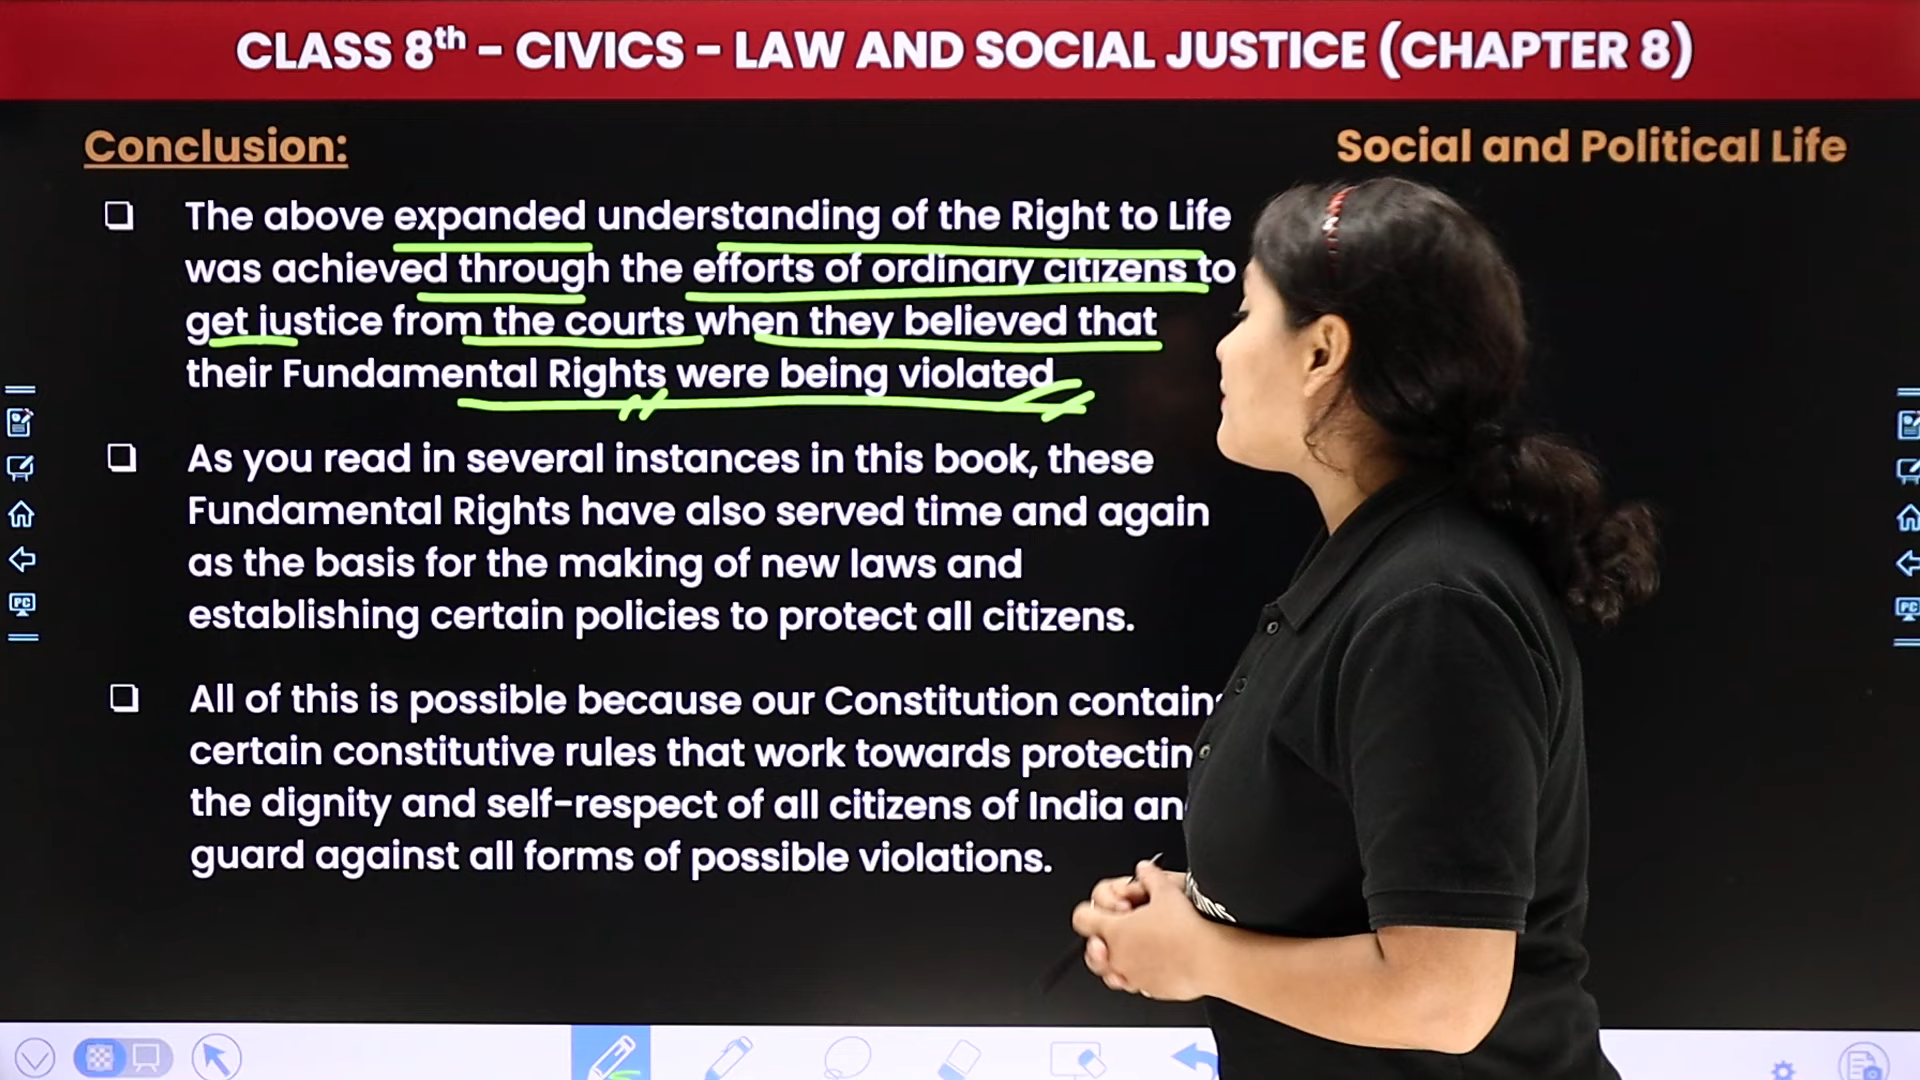 CLASS 8th - CIVICS - LAW AND SOCIAL JUSTICE (CHAPTER 8)
Conclusion:
Social and Political Life
The above expanded understanding of the Right to Life
was achieved through the efforts of ordinary citizens to
get justice from the courts when they believed that
their Fundamental Rights were being violated
As you read in several instances in this book, these
Fundamental Rights have also served time and again
as the basis for the making of new laws and
establishing certain policies to protect all citizens.
All of this is possible because our Constitution contain
certain constitutive rules that work towards protectin
the dignity and self-respect of all citizens of India an
guard against all forms of possible violations.
PC
PC